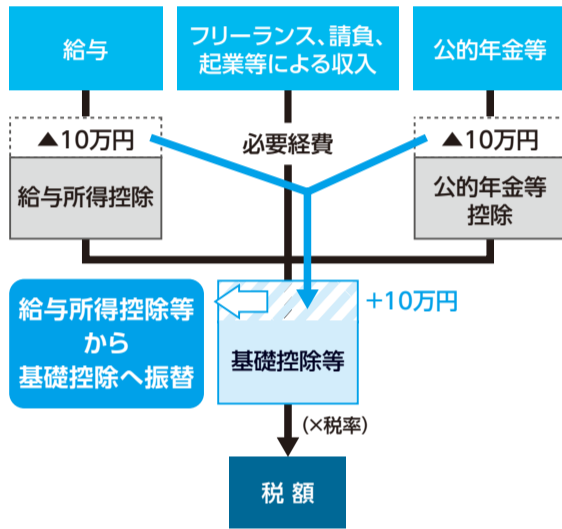 給与
フリーランス、請負、
起業等による収入
公的年金等
▲10万円
必要経費
▲10万円
給与所得控除
公的年金等
控除
給与所得控除等
から
基礎控除へ振替
+10万円
基礎控除等
(×税率)
税額